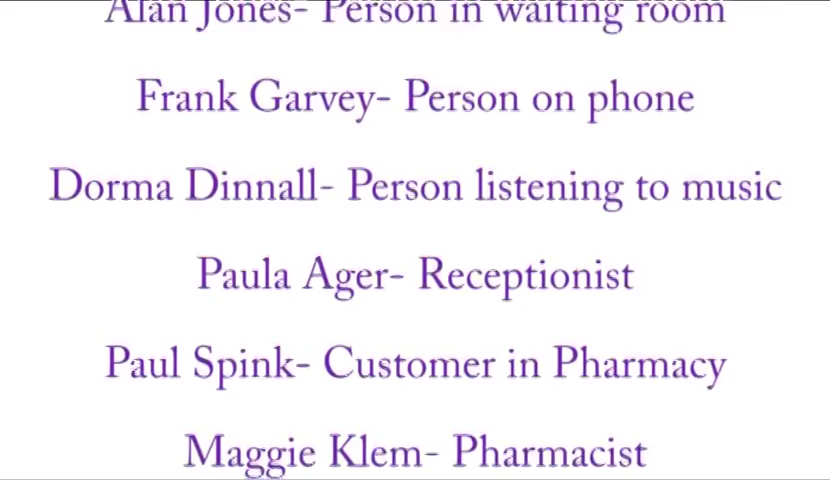 Alan Jones- Person in waiting room
Frank Garvey- Person on phone
Dorma Dinnall- Person listening to music
Paula Ager- Receptionist
Paul Spink- Customer in Pharmacy
Maggie Klem- Pharmacist